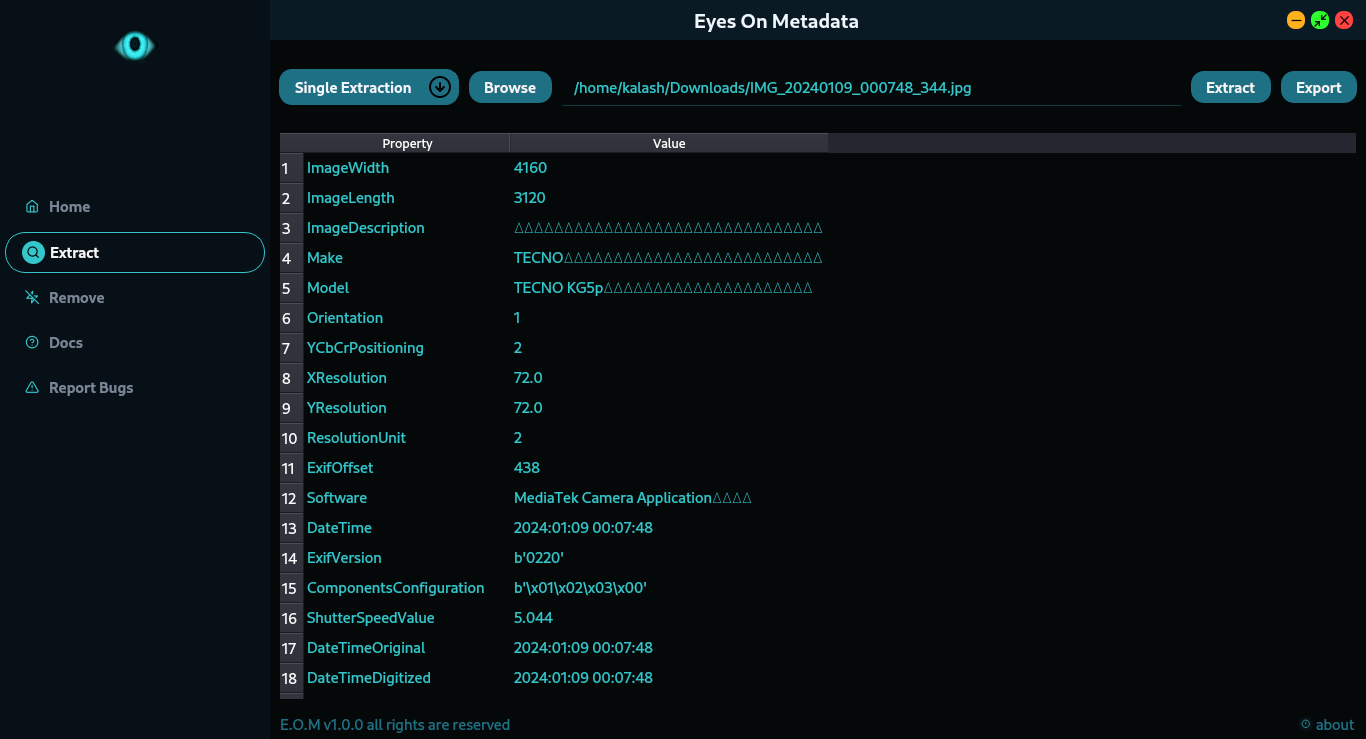 Eyes On Metadata
Single Extraction Browse /home/kalash/Downloads/IMG_20240109_000748_344.jpg Extract Export
Home
Extract
Remove
Docs
Report Bugs
Property Value
1 ImageWidth 4160
2 ImageLength 3120
3 ImageDescription
4 Make TECNO
5 Model TECNO KG5p
6 Orientation 1
7 YCbCrPositioning 2
8 XResolution 72.0
9 YResolution 72.0
10 ResolutionUnit 2
11 ExifOffset 438
12 Software MediaTek Camera Application
13 DateTime 2024:01:09 00:07:48
14 ExifVersion b'0220'
15 ComponentsConfiguration b'\x01\x02\x03\x00'
16 ShutterSpeedValue 5.044
17 DateTimeOriginal 2024:01:09 00:07:48
18 DateTimeDigitized 2024:01:09 00:07:48
E.O.M v1.0.0 all rights are reserved about